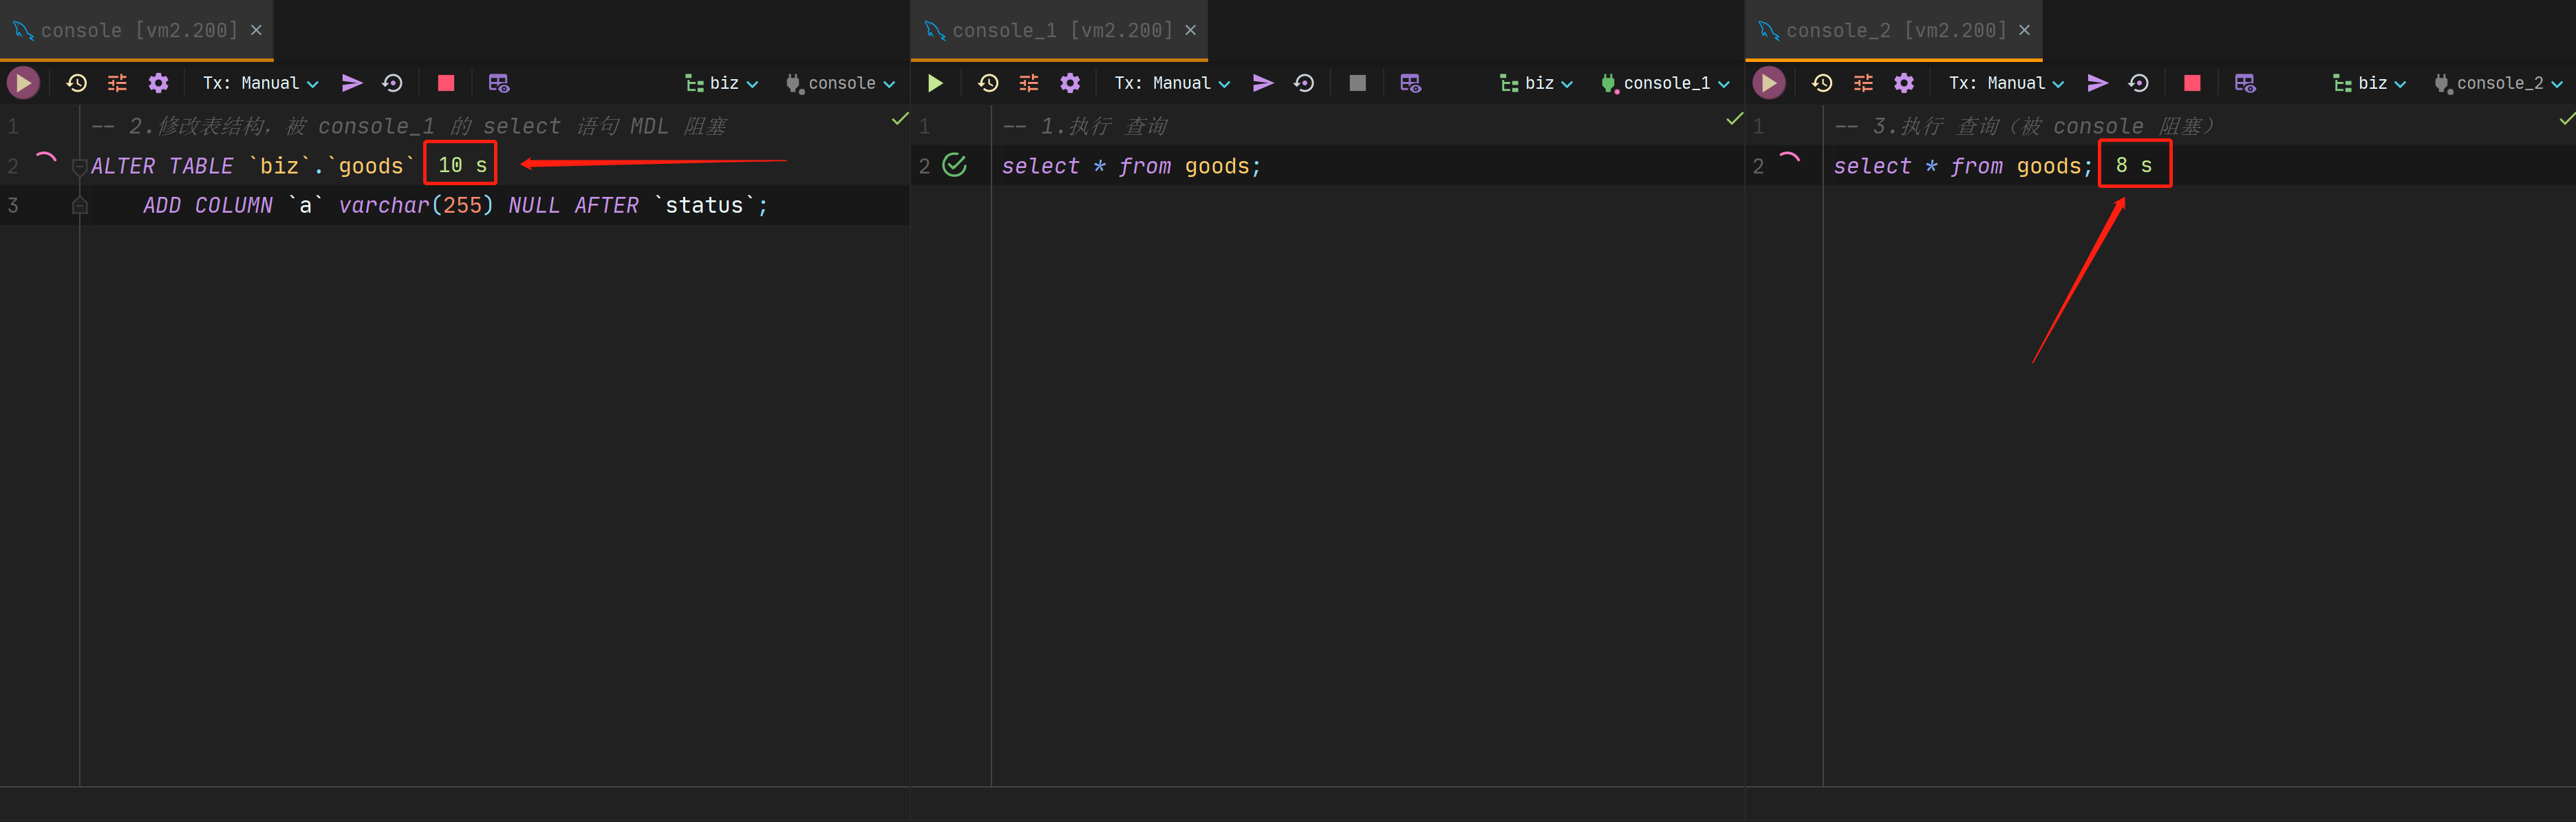 console [vm2.200]
Tx: Manual
biz
console
1 -- 2.修改表结构，被 console_1 的 select 语句 MDL 阻塞
2 ALTER TABLE `biz`.`goods` 10 s
3 ADD COLUMN `a` varchar(255) NULL AFTER `status`;
console_1 [vm2.200]
Tx: Manual
biz
console_1
1 -- 1.执行 查询
2 select * from goods;
console_2 [vm2.200]
Tx: Manual
biz
console_2
1 -- 3.执行 查询（被 console 阻塞）
2 select * from goods; 8 s